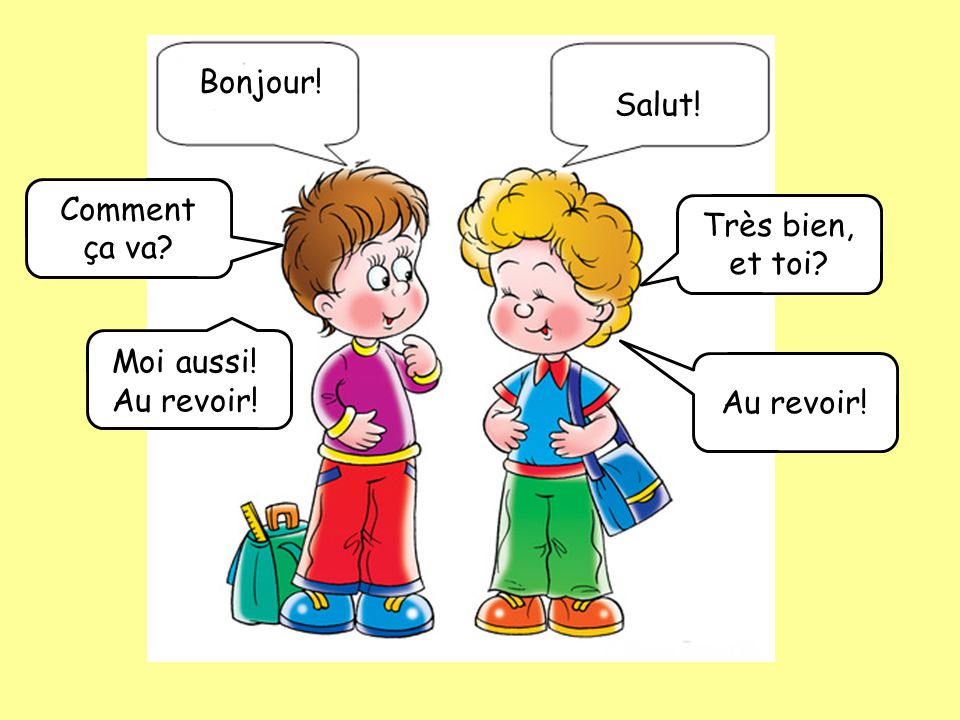 Bonjour!
Salut!
Comment
ça va?
Très bien,
et toi?
Moi aussi!
Au revoir!
Au revoir!